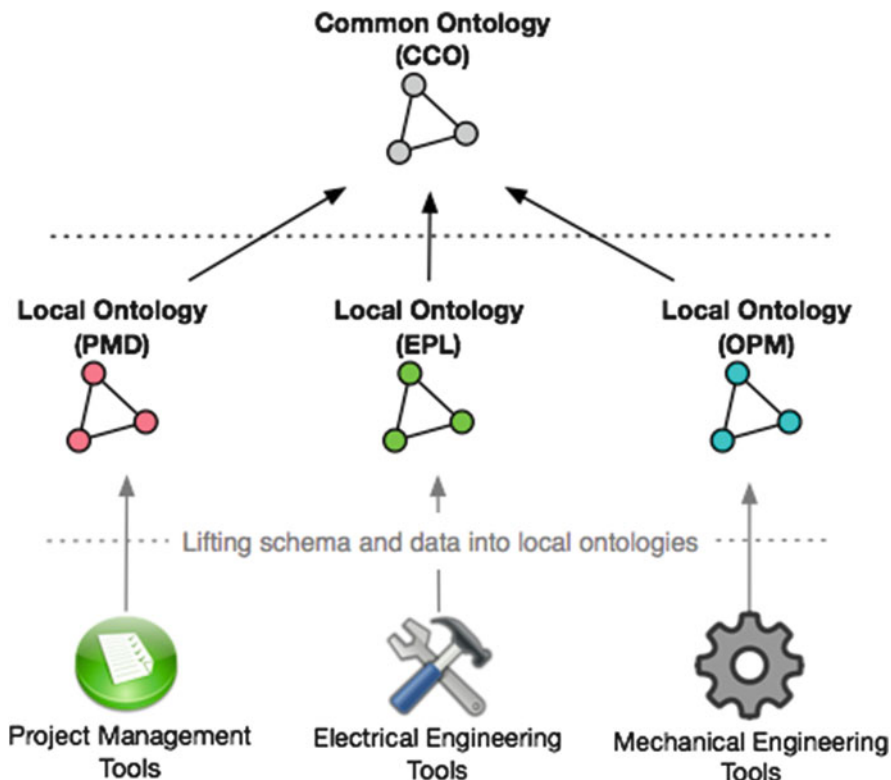 Common Ontology
(CCO)
Local Ontology
(PMD)
Local Ontology
(EPL)
Local Ontology
(OPM)
Lifting schema and data into local ontologies
Project Management
Tools
Electrical Engineering
Tools
Mechanical Engineering
Tools